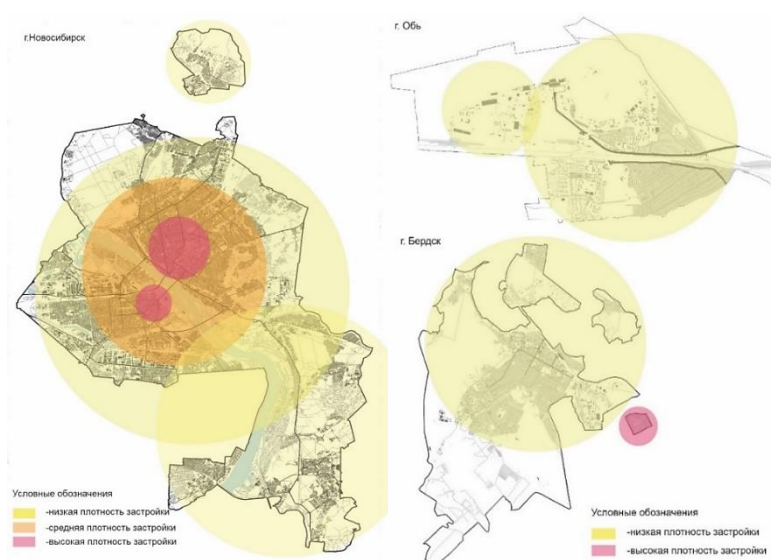 г.Новосибирск
Условные обозначения
-низкая плотность застройки
-средняя плотность застройки
-высокая плотность застройки
г. Обь
г. Бердск
Условные обозначения
-низкая плотность застройки
-высокая плотность застройки